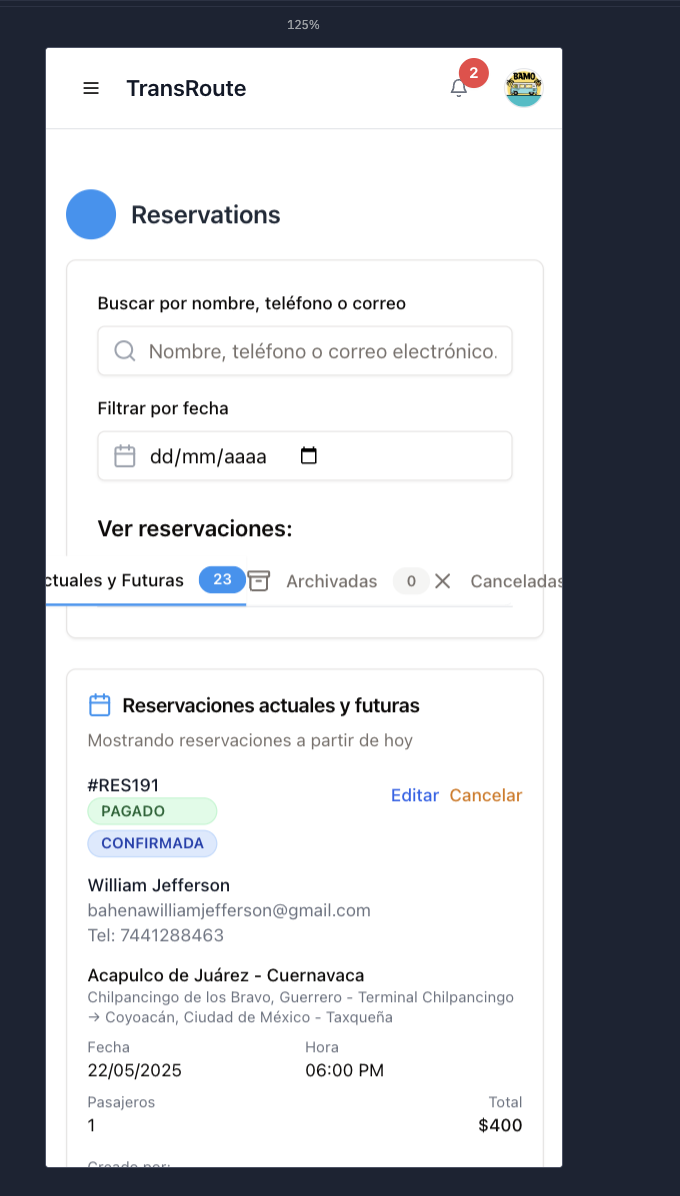 125%
TransRoute
2
BAMO
Reservations
Buscar por nombre, teléfono o correo
Nombre, teléfono o correo electrónico.
Filtrar por fecha
dd/mm/aaaa
Ver reservaciones:
ctuales y Futuras 23 Archivadas 0 Canceladas
Reservaciones actuales y futuras
Mostrando reservaciones a partir de hoy
#RES191
Editar Cancelar
PAGADO
CONFIRMADA
William Jefferson
bahenawilliamjefferson@gmail.com
Tel: 7441288463
Acapulco de Juárez - Cuernavaca
Chilpancingo de los Bravo, Guerrero - Terminal Chilpancingo
→ Coyoacán, Ciudad de México - Taxqueña
Fecha Hora
22/05/2025 06:00 PM
Pasajeros Total
1 $400
Creado por: